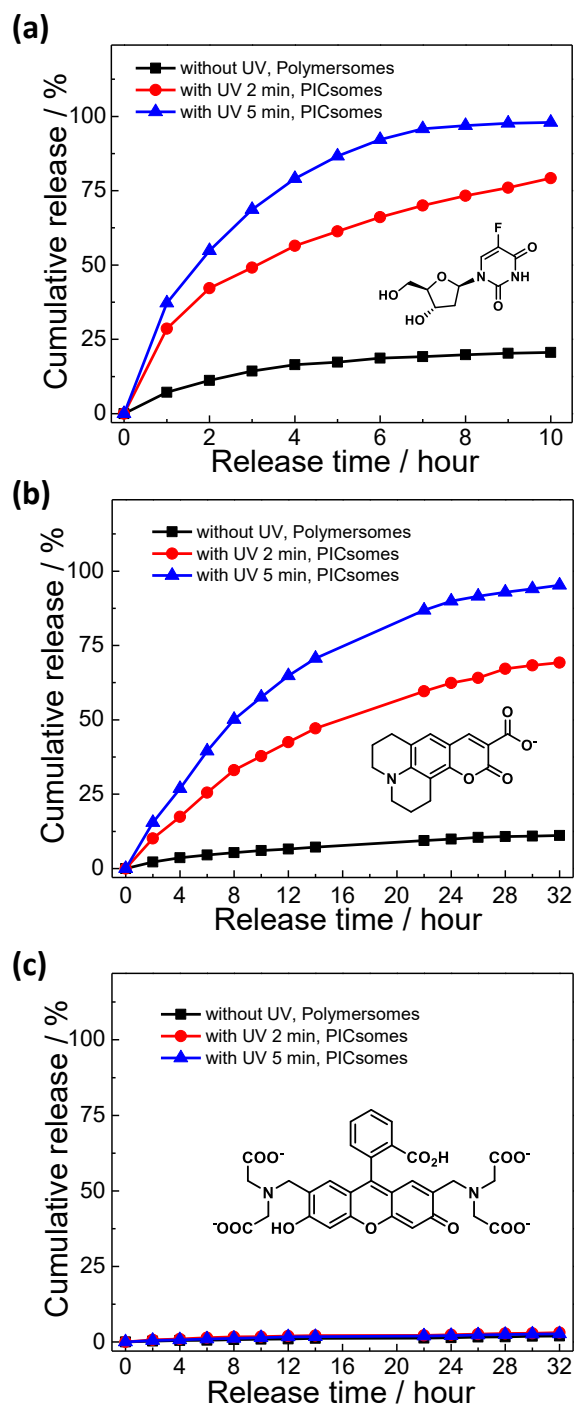 (a)
without UV, Polymersomes
with UV 2 min, PICsomes
with UV 5 min, PICsomes
100
75
50
25
0
Cumulative release / %
F
O
NH
N
O
O
HO
HO
0 2 4 6 8 10
Release time / hour
(b)
without UV, Polymersomes
with UV 2 min, PICsomes
with UV 5 min, PICsomes
100
75
50
25
0
Cumulative release / %
O
O-
N
O
O
0 4 8 12 16 20 24 28 32
Release time / hour
(c)
without UV, Polymersomes
with UV 2 min, PICsomes
with UV 5 min, PICsomes
100
75
50
25
0
Cumulative release / %
COO-
CO2H
COO-
N
N
-OOC
HO
O
O
COO-
0 4 8 12 16 20 24 28 32
Release time / hour